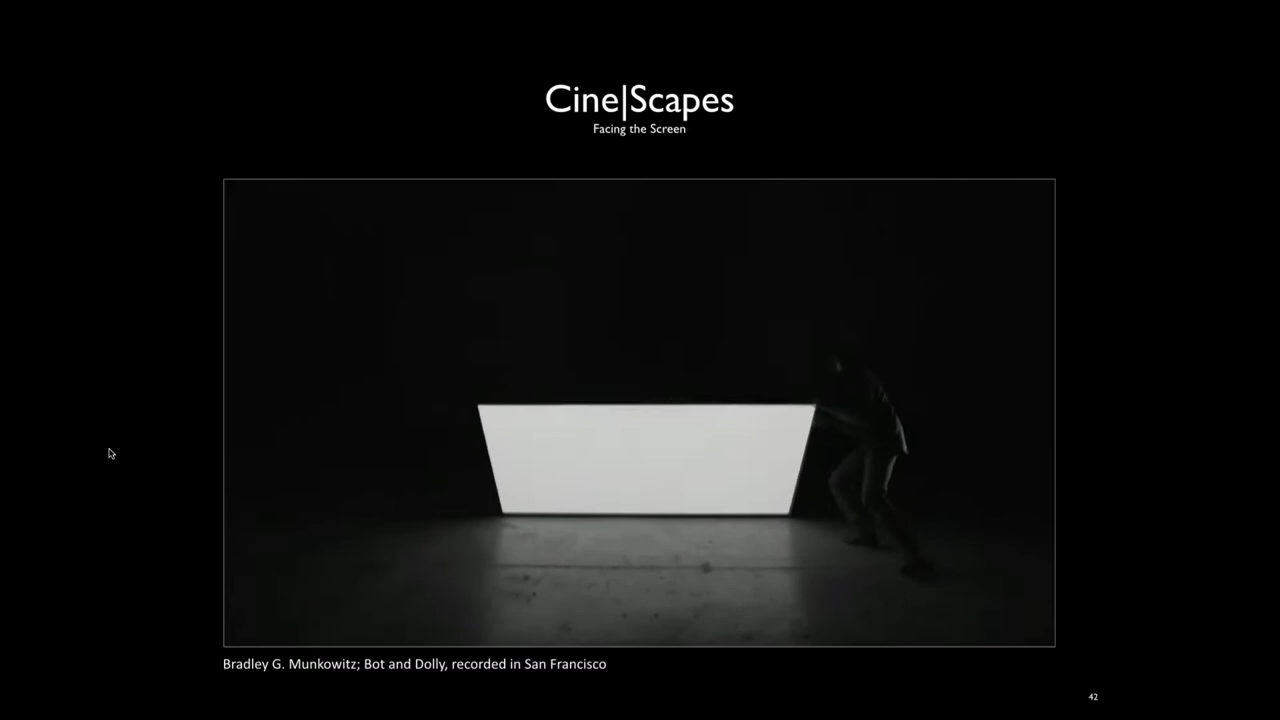 Cine|Scapes
Facing the Screen
Bradley G. Munkowitz; Bot and Dolly, recorded in San Francisco
42